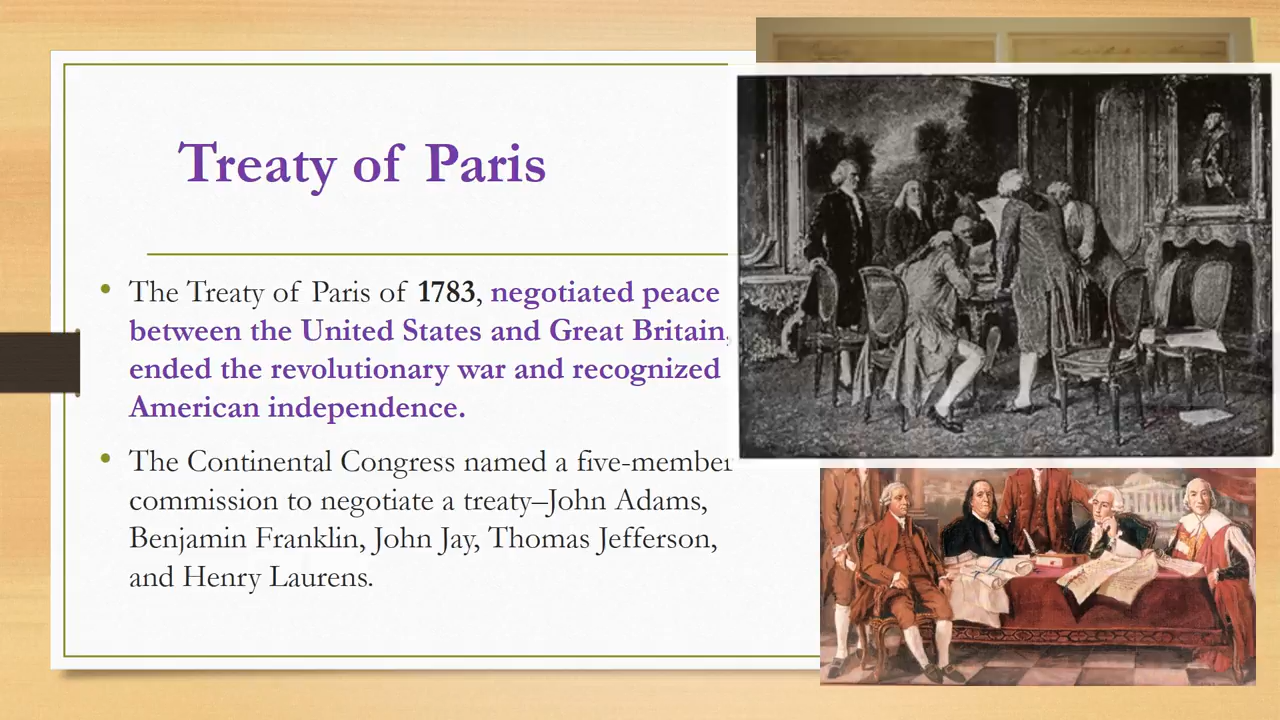 Treaty of Paris
• The Treaty of Paris of 1783, negotiated peace
between the United States and Great Britain,
ended the revolutionary war and recognized
American independence.
• The Continental Congress named a five-member
commission to negotiate a treaty–John Adams,
Benjamin Franklin, John Jay, Thomas Jefferson,
and Henry Laurens.